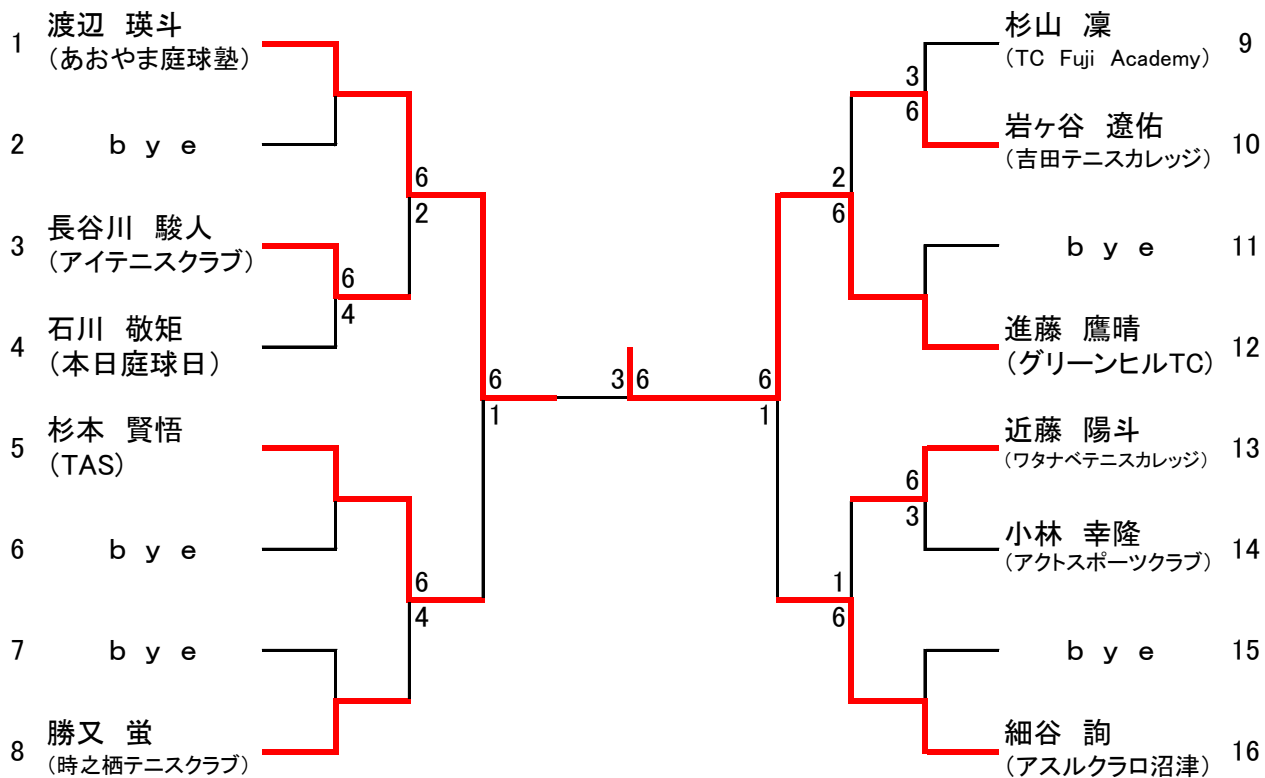 1 渡辺 瑛斗
(あおやま庭球塾)
2 bye
6
2
3 長谷川 駿人
(アイテニスクラブ)
6
4
4 石川 敬矩
(本日庭球日)
6
1
5 杉本 賢悟
(TAS)
6 bye
6
4
7 bye
8 勝又 蛍
(時之栖テニスクラブ)
3 6
杉山 凜 9
(TC Fuji Academy)
3
6
岩ヶ谷 遼佑 10
(吉田テニスカレッジ)
2
6
bye 11
進藤 鷹晴 12
(グリーンヒルTC)
6
1
近藤 陽斗 13
(ワタナベテニスカレッジ)
6
3
小林 幸隆 14
(アクトスポーツクラブ)
1
6
bye 15
細谷 詢 16
(アスルクラロ沼津)